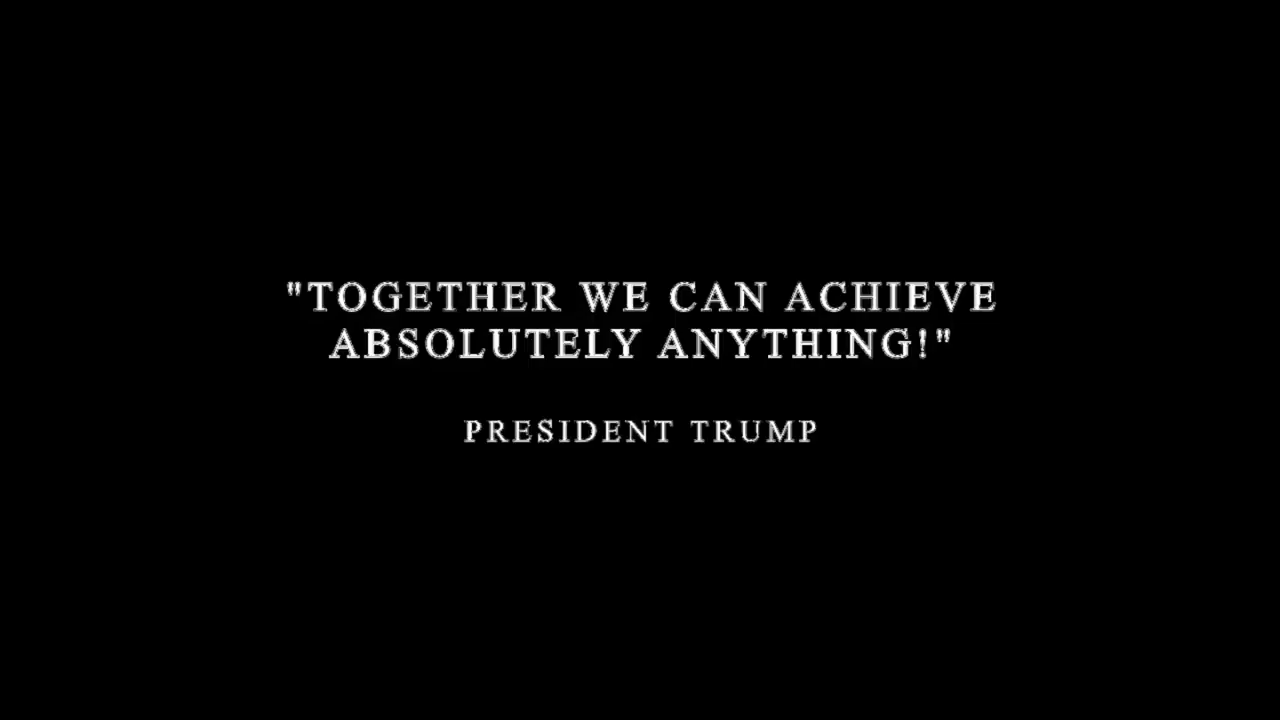 "TOGETHER WE CAN ACHIEVE
ABSOLUTELY ANYTHING!"
PRESIDENT TRUMP